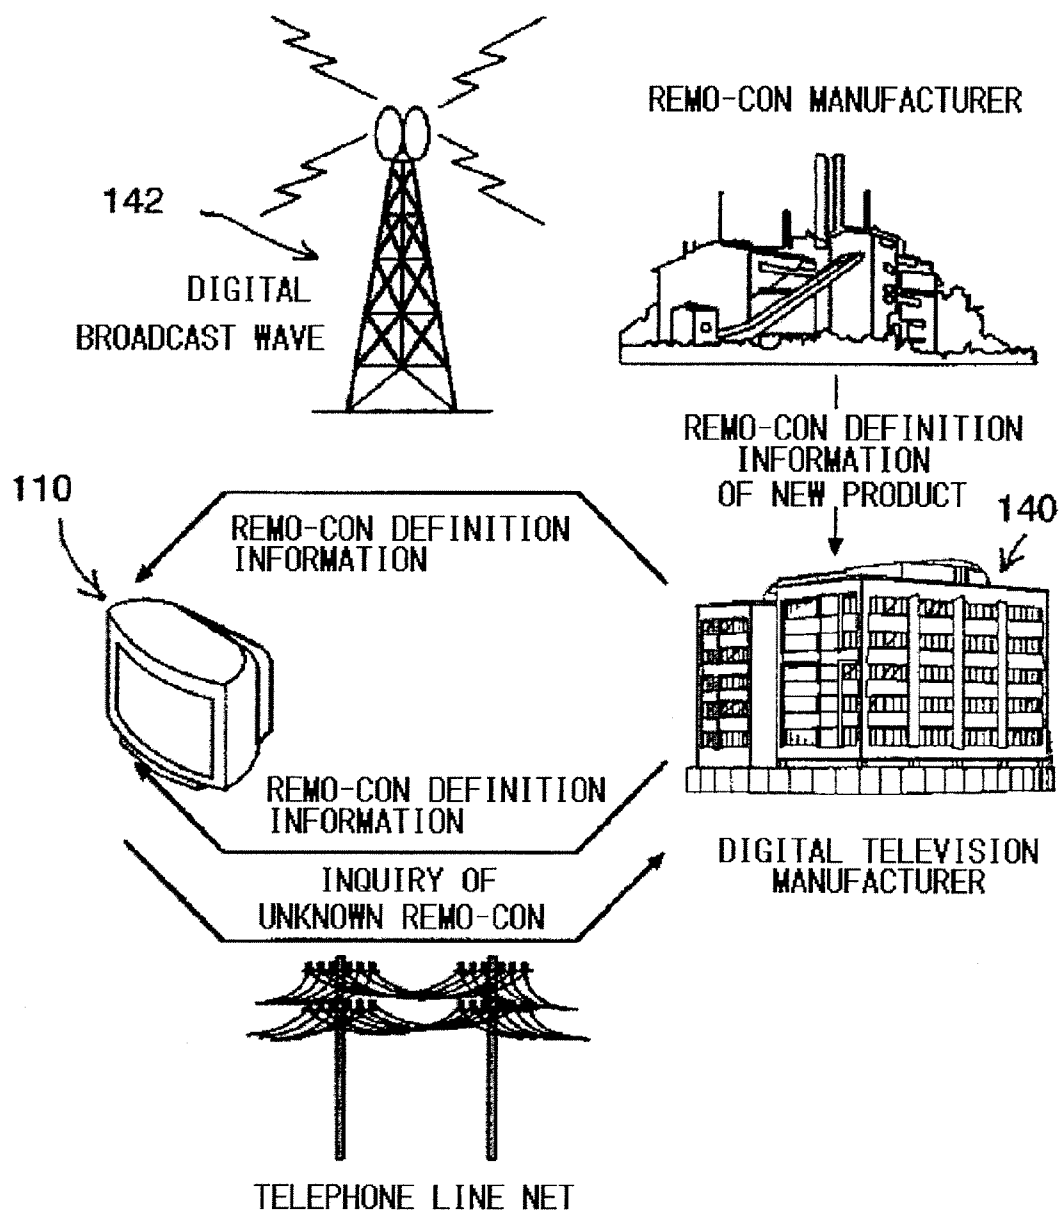 REMO-CON MANUFACTURER
142
DIGITAL
BROADCAST WAVE
REMO-CON DEFINITION
INFORMATION
OF NEW PRODUCT
110
140
REMO-CON DEFINITION
INFORMATION
REMO-CON DEFINITION
INFORMATION
DIGITAL TELEVISION
MANUFACTURER
INQUIRY OF
UNKNOWN REMO-CON
TELEPHONE LINE NET